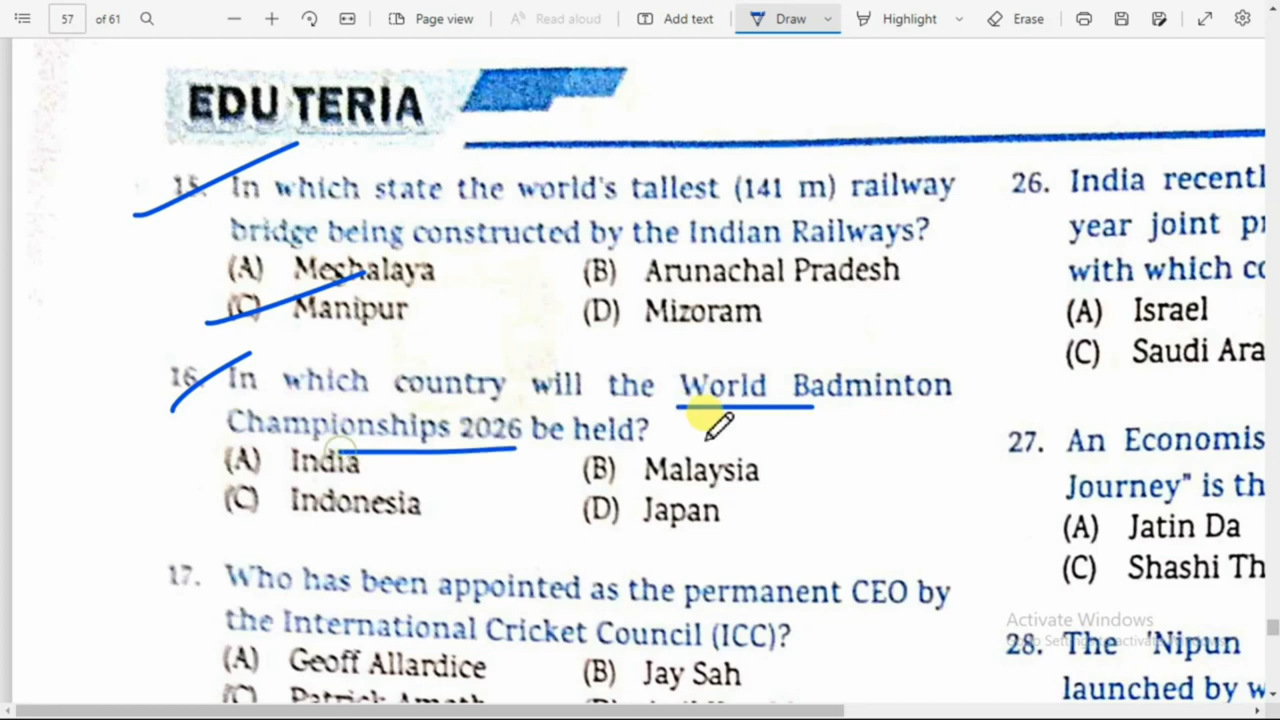 57 of 61
Page view
Read aloud
Add text
Draw
Highlight
Erase
EDU TERIA
15. In which state the world's tallest (141 m) railway
bridge being constructed by the Indian Railways?
(A) Meghalaya (B) Arunachal Pradesh
(C) Manipur (D) Mizoram
16. In which country will the World Badminton
Championships 2026 be held?
(A) India (B) Malaysia
(C) Indonesia (D) Japan
17. Who has been appointed as the permanent CEO by
the International Cricket Council (ICC)?
(A) Geoff Allardice (B) Jay Sah
(C) Patrick
26. India recentl
year joint p
with which co
(A) Israel
(C) Saudi Ara
27. An Economis
Journey" is th
(A) Jatin Da
(C) Shashi Th
Activate Windows
28. The 'Nipun
launched by w